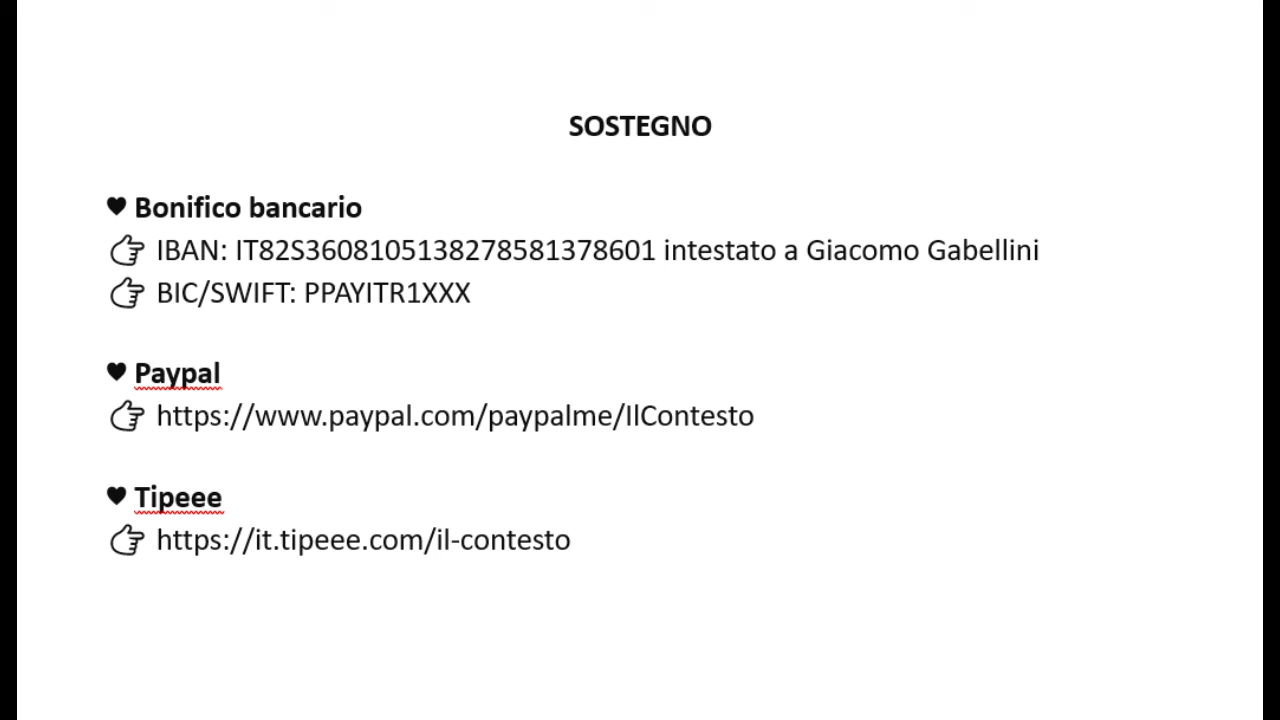 SOSTEGNO
♥ Bonifico bancario
👉 IBAN: IT82S3608105138278581378601 intestato a Giacomo Gabellini
👉 BIC/SWIFT: PPAYITR1XXX
♥ Paypal
👉 https://www.paypal.com/paypalme/IlContesto
♥ Tipeee
👉 https://it.tipeee.com/il-contesto